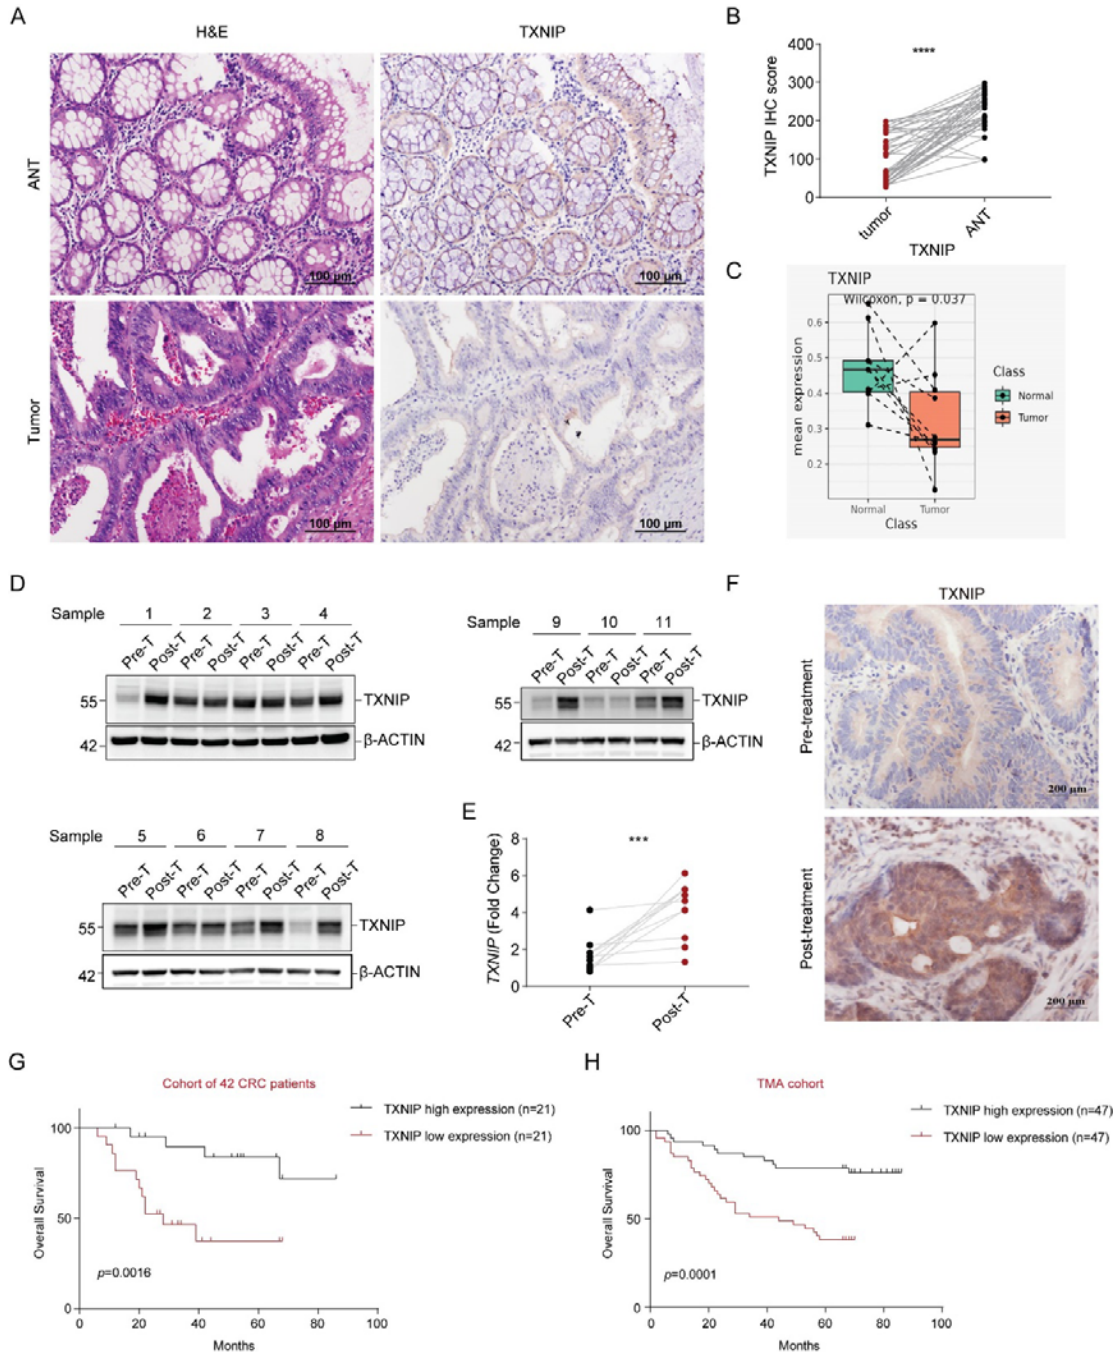 A
H&E
TXNIP
ANT
100 μm
100 μm
Tumor
100 μm
100 μm
B
****
TXNIP IHC score
400
300
200
100
0
tumor
ANT
TXNIP
C
TXNIP
Wilcoxon, p = 0.037
mean expression
0.6
0.5
0.4
0.3
0.2
Normal
Tumor
Class
Class
Normal
Tumor
D
Sample 1 2 3 4
Pre-T Post-T Pre-T Post-T Pre-T Post-T Pre-T Post-T
55 TXNIP
42 β-ACTIN
Sample 9 10 11
Pre-T Post-T Pre-T Post-T Pre-T Post-T
55 TXNIP
42 β-ACTIN
Sample 5 6 7 8
Pre-T Post-T Pre-T Post-T Pre-T Post-T Pre-T Post-T
55 TXNIP
42 β-ACTIN
E
***
TXNIP (Fold Change)
8
6
4
2
0
Pre-T
Post-T
F
TXNIP
Pre-treatment
200 μm
Post-treatment
200 μm
G
Cohort of 42 CRC patients
TXNIP high expression (n=21)
TXNIP low expression (n=21)
Overall Survival
100
50
0
p=0.0016
0 20 40 60 80 100
Months
H
TMA cohort
TXNIP high expression (n=47)
TXNIP low expression (n=47)
Overall Survival
100
50
0
p=0.0001
0 20 40 60 80 100
Months